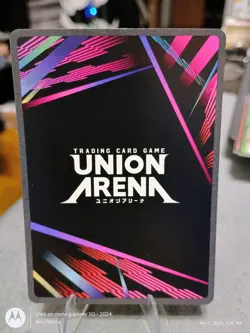 TRADING CARD GAME
UNION
ARENA
ユニオンアリーナ
Shot on moto g power 5G - 2024